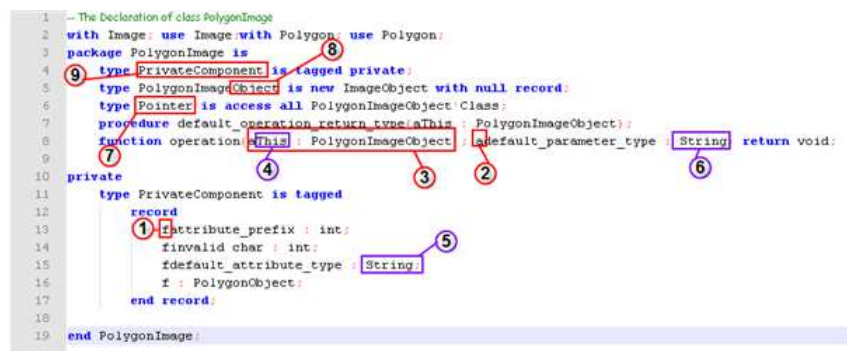 1 -- The Declaration of class PolygonImage
2 with Image; use Image;with Polygon; use Polygon;
8
3 package PolygonImage is
9
4 type PrivateComponent is tagged private;
5 type PolygonImageObject is new ImageObject with null record;
6 type Pointer is access all PolygonImageObject'Class;
7 procedure default_operation_return_type(aThis : PolygonImageObject);
8 function operation(aThis : PolygonImageObject ; adefault_parameter_type : String) return void;
7 4 3 2 6
9
10 private
11 type PrivateComponent is tagged
12 record
1
13 fattribute_prefix : int;
5
14 finvalid char : int;
15 fdefault_attribute_type : String;
16 f : PolygonObject;
17 end record;
18
19 end PolygonImage;